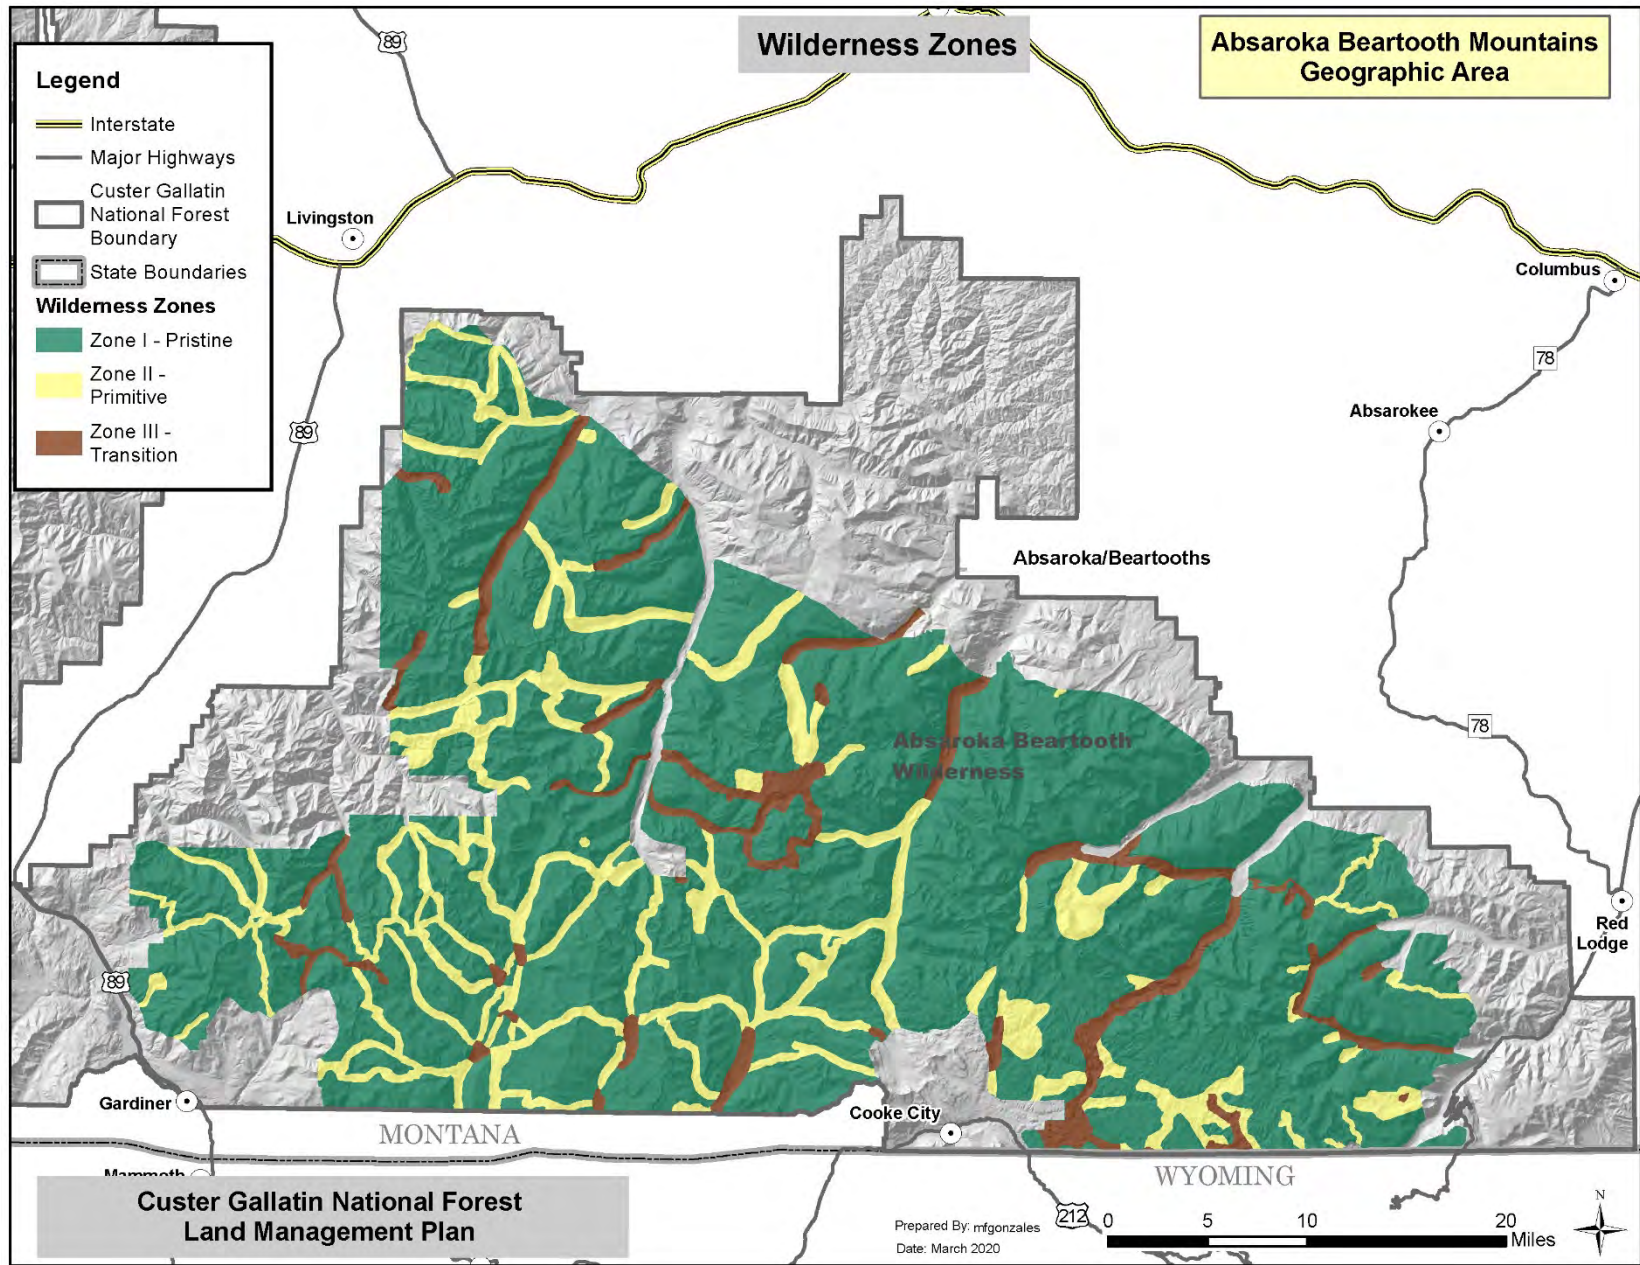 Wilderness Zones
Absaroka Beartooth Mountains
Geographic Area
Legend
Interstate
Major Highways
Custer Gallatin
National Forest
Boundary
State Boundaries
Wilderness Zones
Zone I - Pristine
Zone II -
Primitive
Zone III -
Transition
89
Livingston
89
Columbus
78
Absarokee
Absaroka/Beartooths
78
Absaroka Beartooth
Wilderness
Red
Lodge
89
Gardiner
Cooke City
MONTANA
WYOMING
Mammoth
Custer Gallatin National Forest
Land Management Plan
Prepared By: mfgonzales
Date: March 2020
212
0 5 10 20
Miles
N